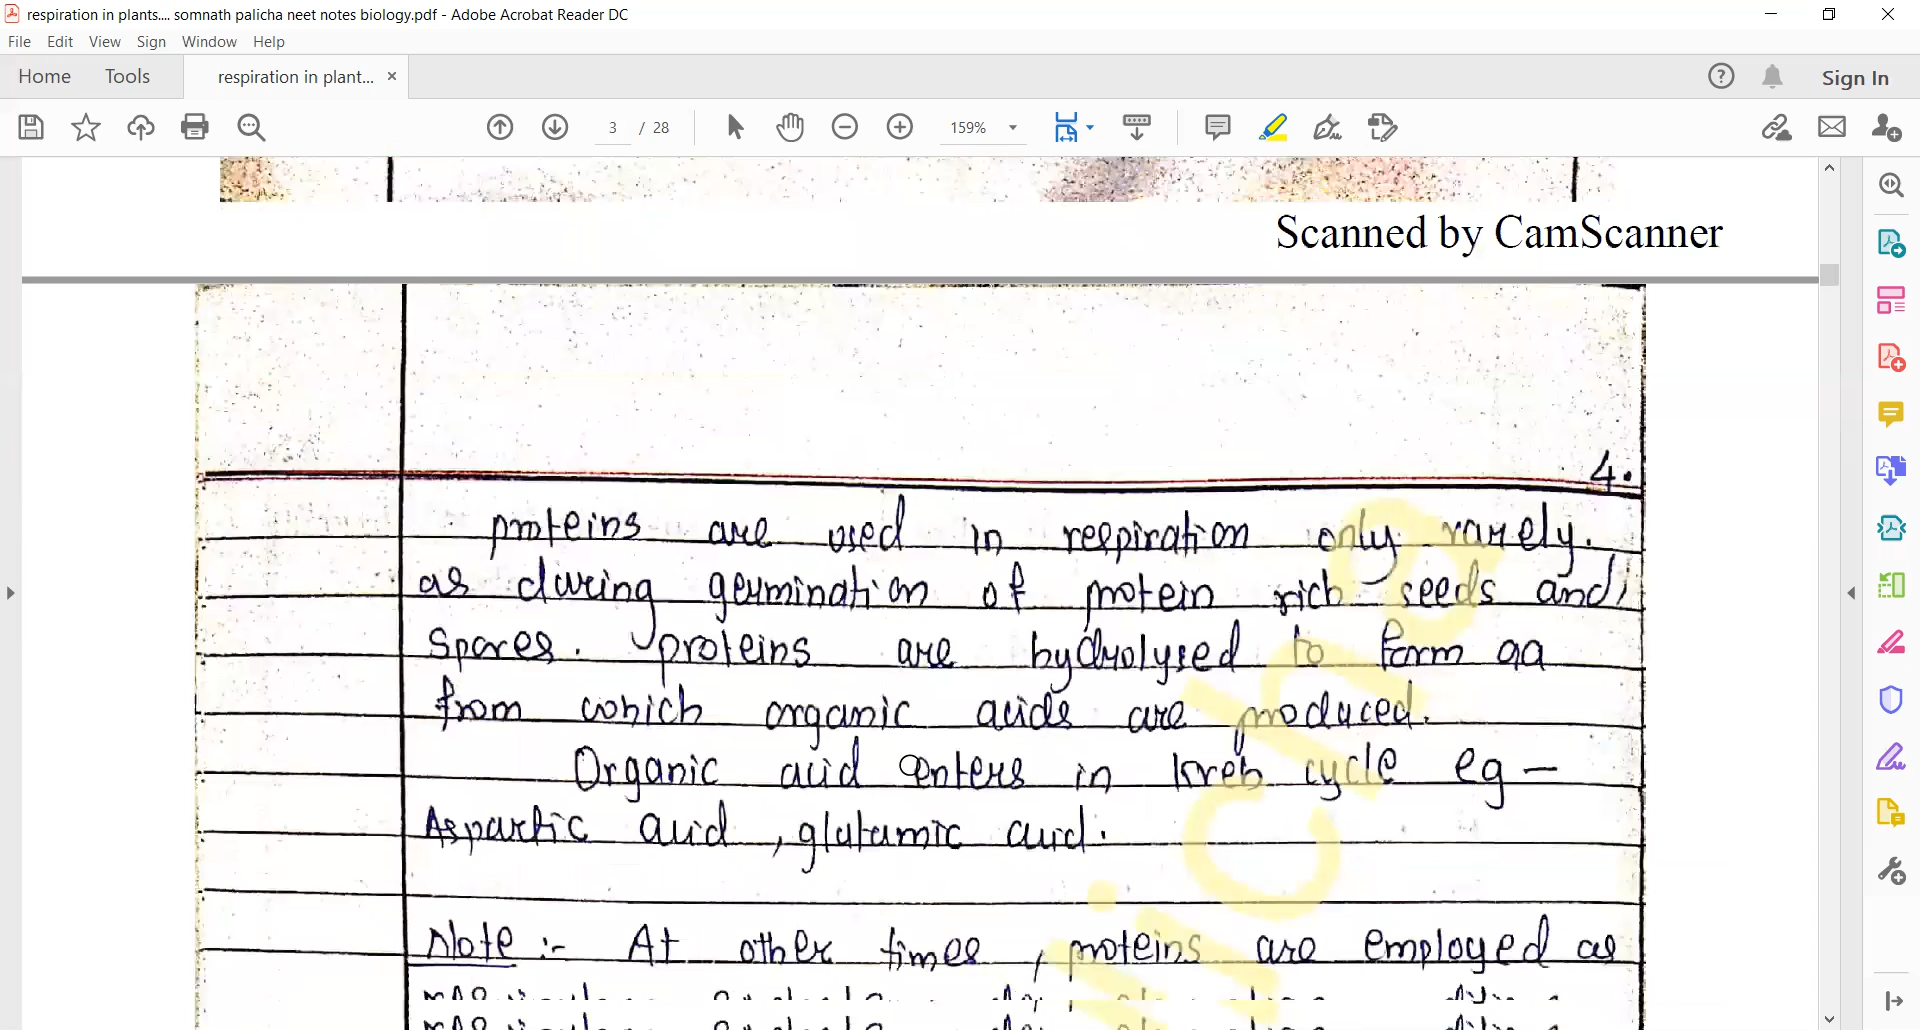 respiration in plants.... somnath palicha neet notes biology.pdf - Adobe Acrobat Reader DC
File Edit View Sign Window Help
Home Tools respiration in plant... × Sign In
3 / 28 159%
Scanned by CamScanner
4.
proteins are used in respiration only rarely.
as during germination of protein rich seeds and
spores. proteins are hydrolysed to form aa
from which organic acids are produced.
Organic acid enters in kreb cycle eg –
Aspartic acid, glutamic acid.
Note :- At other times, proteins are employed as